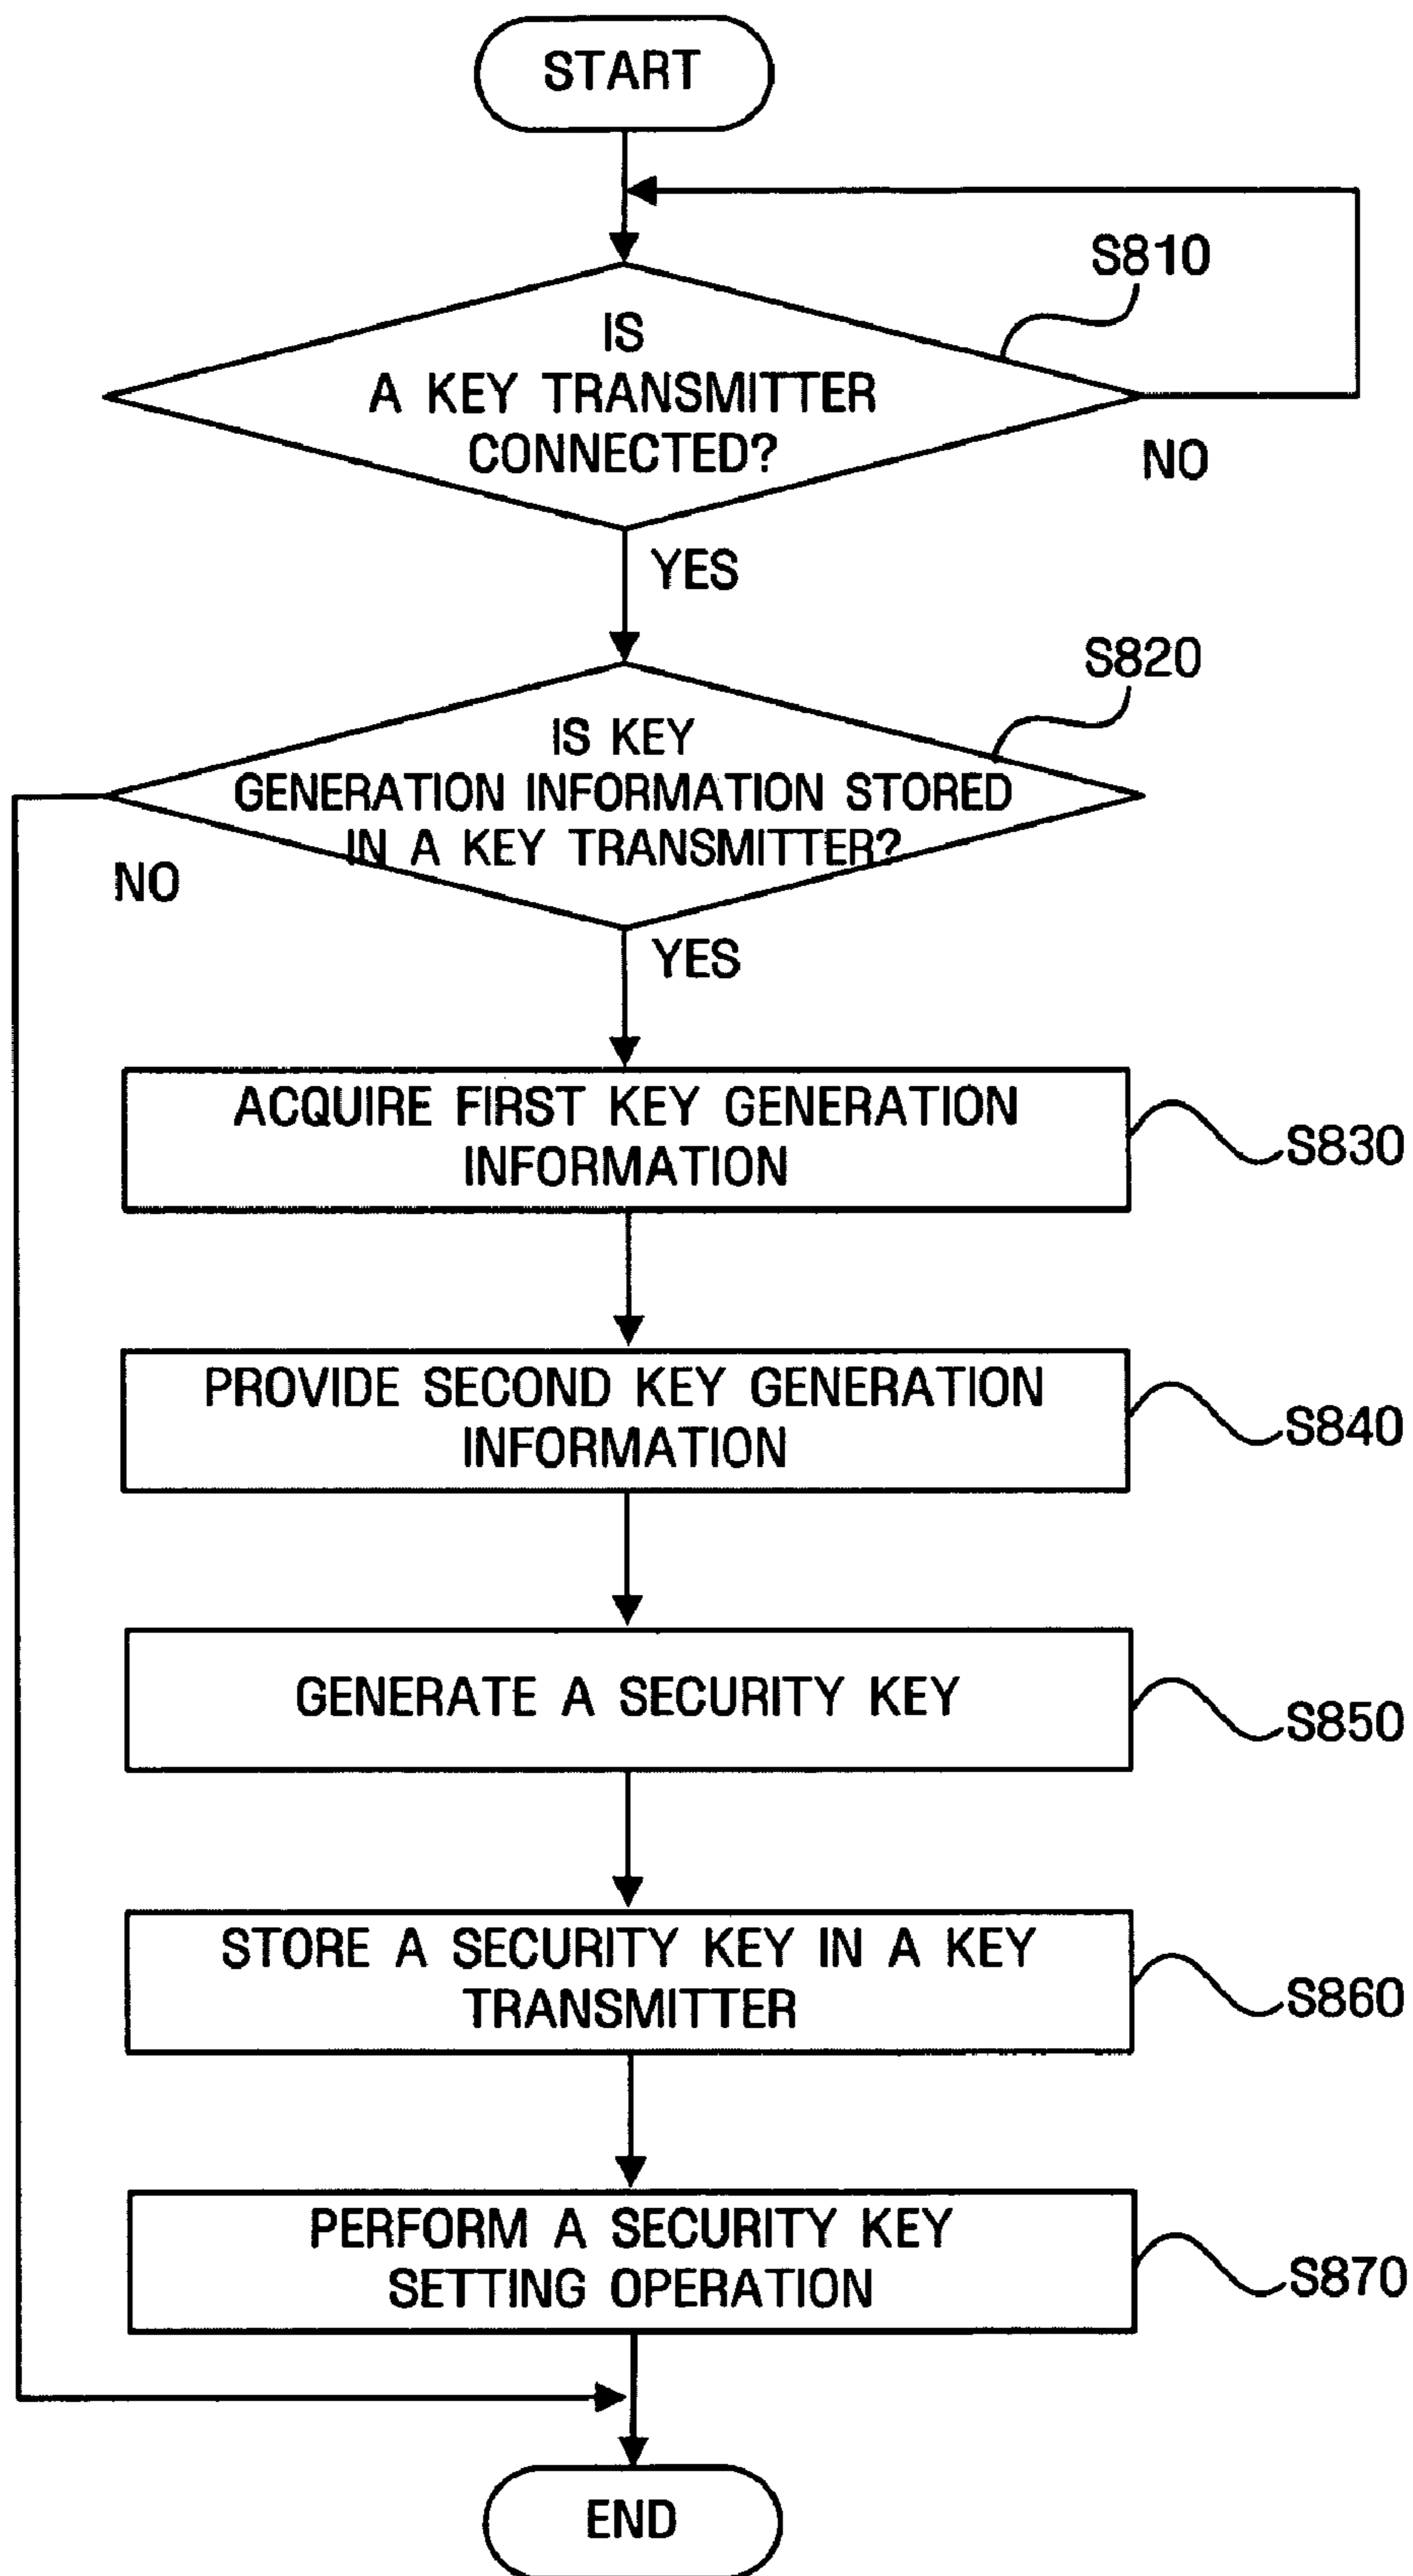 START
S810
IS
A KEY TRANSMITTER
CONNECTED?
NO
YES
S820
IS KEY
GENERATION INFORMATION STORED
IN A KEY TRANSMITTER?
NO
YES
ACQUIRE FIRST KEY GENERATION
INFORMATION
S830
PROVIDE SECOND KEY GENERATION
INFORMATION
S840
GENERATE A SECURITY KEY
S850
STORE A SECURITY KEY IN A KEY
TRANSMITTER
S860
PERFORM A SECURITY KEY
SETTING OPERATION
S870
END